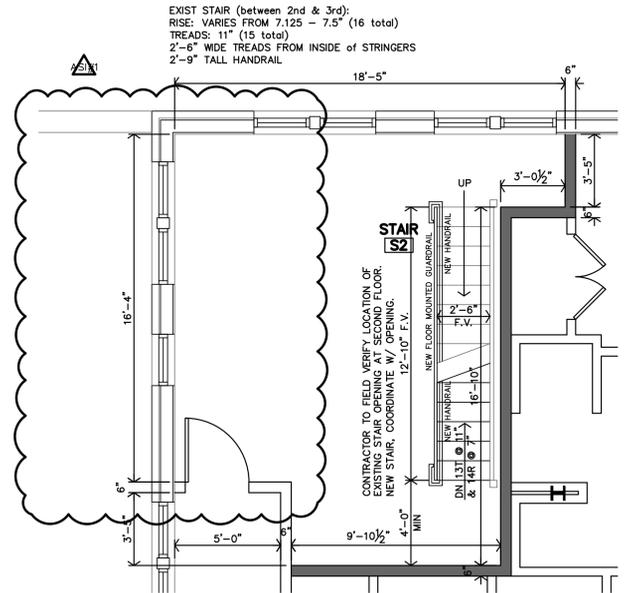 EXIST STAIR (between 2nd & 3rd):
RISE: VARIES FROM 7.125 – 7.5" (16 total)
TREADS: 11" (15 total)
2'-6" WIDE TREADS FROM INSIDE of STRINGERS
2'-9" TALL HANDRAIL
ASI#1
18'-5"
6"
3'-5"
3'-0½"
6"
UP
STAIR
S2
NEW HANDRAIL
NEW FLOOR MOUNTED GUARDRAIL
2'-6"
F.V.
12'-10" F.V.
16'-4"
CONTRACTOR TO FIELD VERIFY LOCATION OF
EXISTING STAIR OPENING AT SECOND FLOOR.
NEW STAIR, COORDINATE W/ OPENING.
16'-10"
NEW HANDRAIL
DN 13T @ 11"
& 14R @ 7"
6"
3'-5"
5'-0"
6"
9'-10½"
4'-0"
MIN
6"